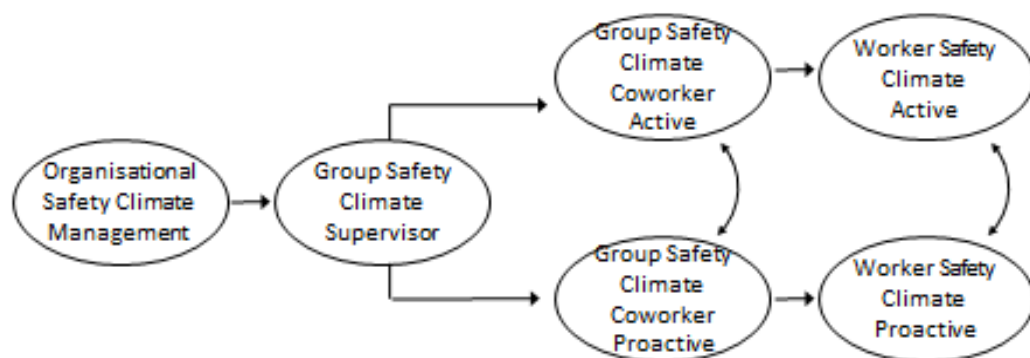 Organisational
Safety Climate
Management
Group Safety
Climate
Supervisor
Group Safety
Climate
Coworker
Active
Worker Safety
Climate
Active
Group Safety
Climate
Coworker
Proactive
Worker Safety
Climate
Proactive